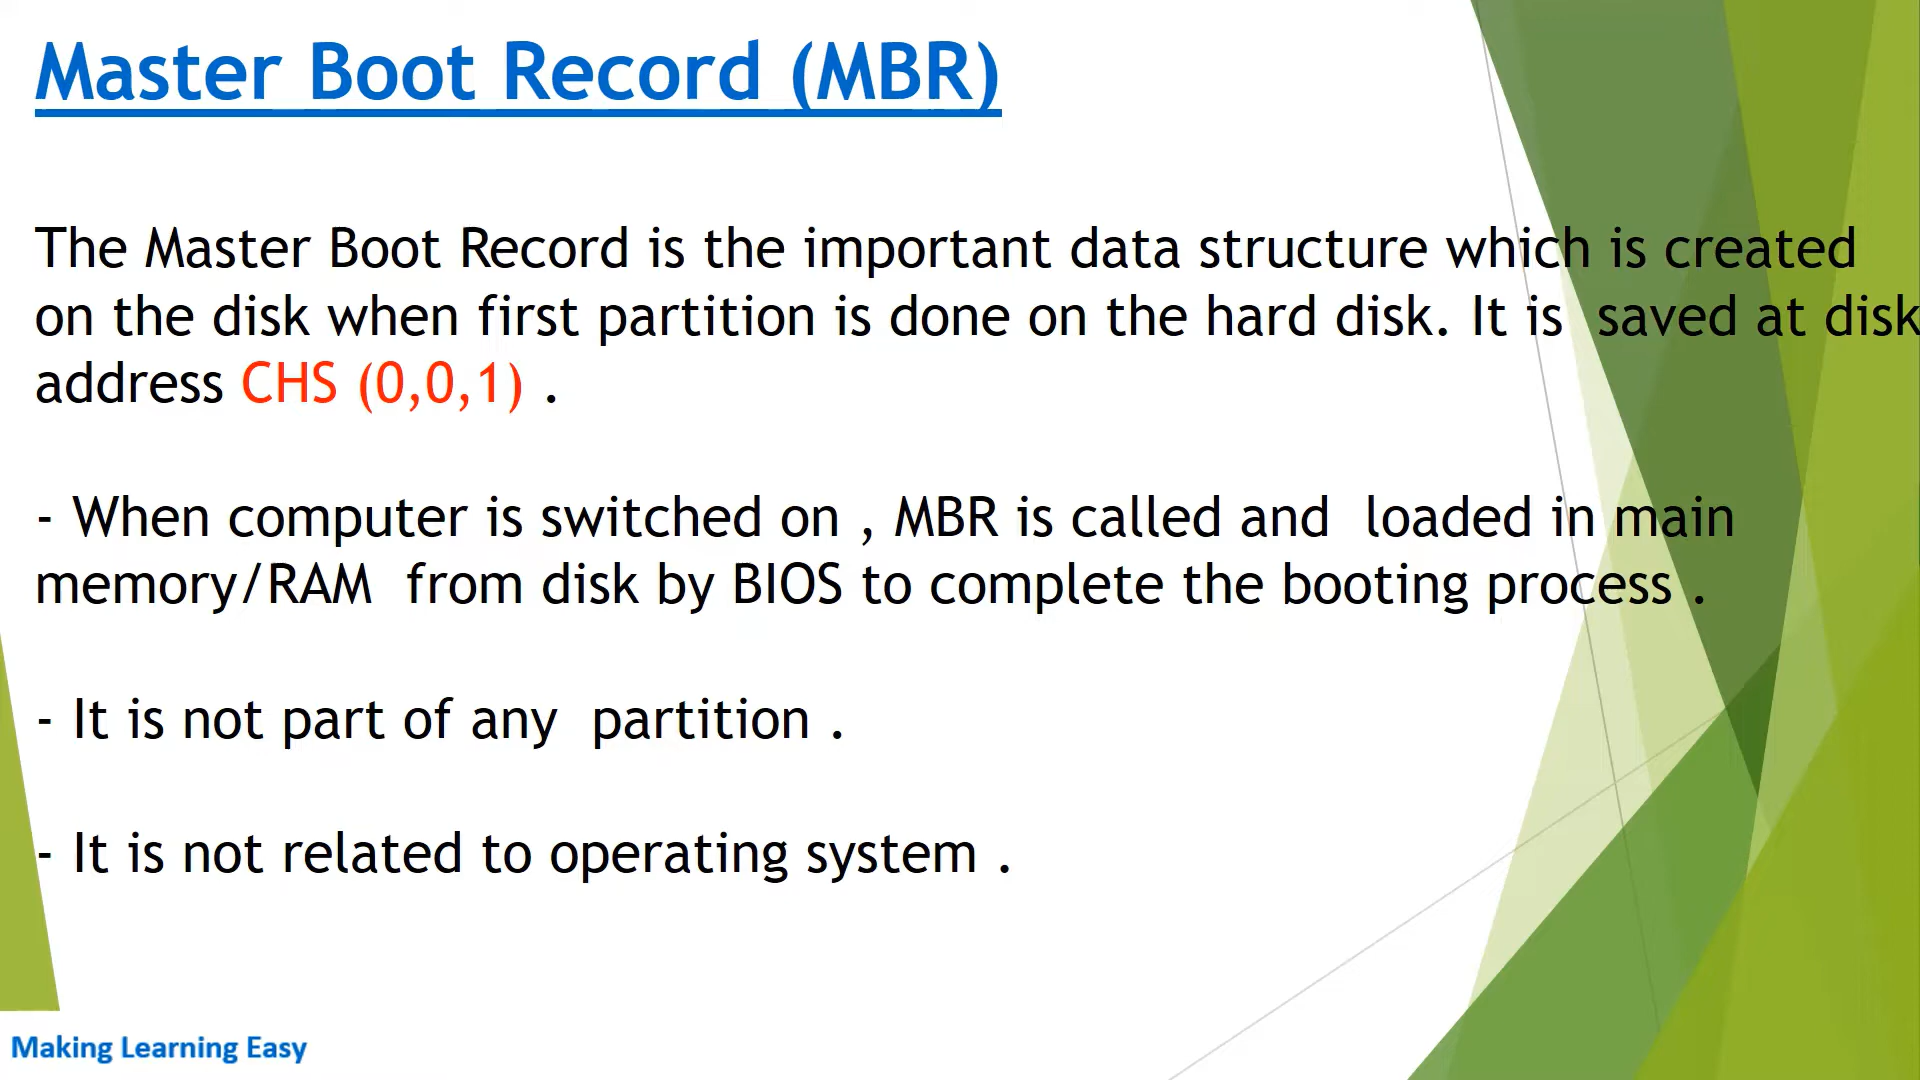 Master Boot Record (MBR)
The Master Boot Record is the important data structure which is created
on the disk when first partition is done on the hard disk. It is saved at disk
address CHS (0,0,1) .
- When computer is switched on , MBR is called and loaded in main
memory/RAM from disk by BIOS to complete the booting process .
- It is not part of any partition .
- It is not related to operating system .
Making Learning Easy